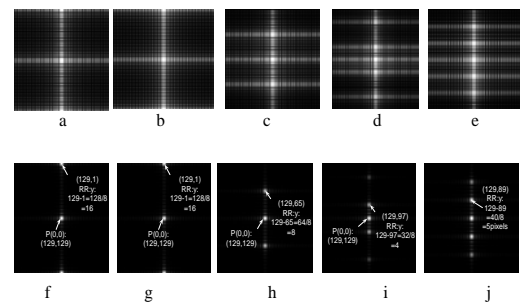 a b c d e
(129,1)
RR:y:
129-1=128/8
=16
P(0,0):
(129,129)
(129,1)
RR:y:
129-1=128/8
=16
P(0,0):
(129,129)
(129,65)
RR:y:
129-65=64/8
=8
P(0,0):
(129,129)
(129,97)
RR:y:
129-97=32/8
=4
P(0,0):
(129,129)
(129,89)
RR:y:
129-89
=40/8
=5pixels
f g h i j